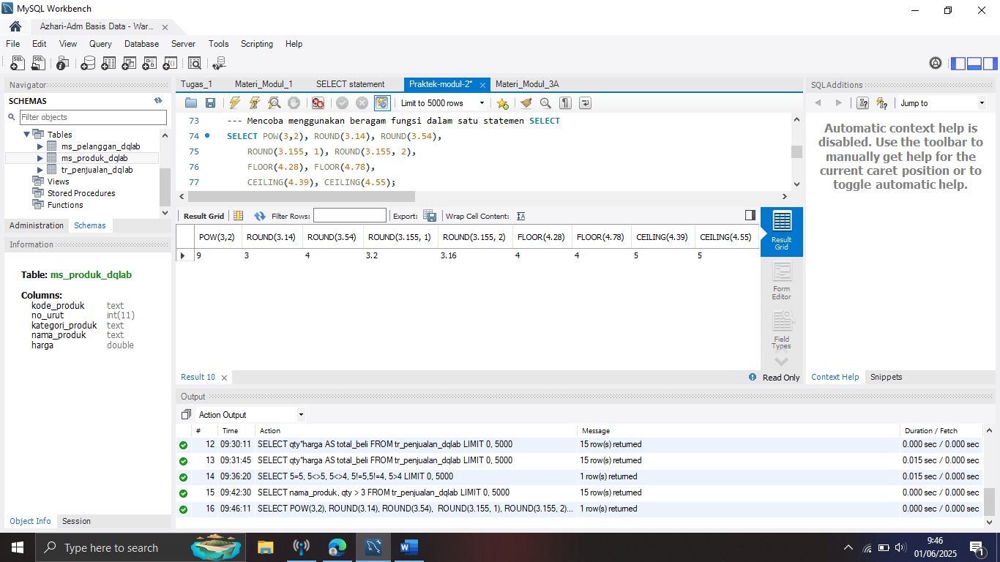 MySQL Workbench
Azhari-Adm Basis Data - War...
File Edit View Query Database Server Tools Scripting Help
Navigator
SCHEMAS
Filter objects
Tables
ms_pelanggan_dqlab
ms_produk_dqlab
tr_penjualan_dqlab
Views
Stored Procedures
Functions
Administration Schemas
Information
Table: ms_produk_dqlab
Columns:
kode_produk text
no_urut int(11)
kategori_produk text
nama_produk text
harga double
Object Info Session
Tugas_1 Materi_Modul_1 SELECT statement Praktek-modul-2* Materi_Modul_3A
Limit to 5000 rows
73 --- Mencoba menggunakan beragam fungsi dalam satu statemen SELECT
74 SELECT POW(3,2), ROUND(3.14), ROUND(3.54),
75 ROUND(3.155, 1), ROUND(3.155, 2),
76 FLOOR(4.28), FLOOR(4.78),
77 CEILING(4.39), CEILING(4.55);
Result Grid Filter Rows: Export: Wrap Cell Content:
POW(3,2) ROUND(3.14) ROUND(3.54) ROUND(3.155, 1) ROUND(3.155, 2) FLOOR(4.28) FLOOR(4.78) CEILING(4.39) CEILING(4.55)
9 3 4 3.2 3.16 4 4 5 5
Result
Grid
Form
Editor
Field
Types
Result 10
Read Only
SQLAdditions
Jump to
Automatic context help is
disabled. Use the toolbar to
manually get help for the
current caret position or to
toggle automatic help.
Context Help Snippets
Output
Action Output
# Time Action Message Duration / Fetch
12 09:30:11 SELECT qty*harga AS total_beli FROM tr_penjualan_dqlab LIMIT 0, 5000 15 row(s) returned 0.000 sec / 0.000 sec
13 09:31:45 SELECT qty*harga AS total_beli FROM tr_penjualan_dqlab LIMIT 0, 5000 15 row(s) returned 0.015 sec / 0.000 sec
14 09:36:20 SELECT 5=5, 5<>5, 5<>4, 5!=5,5!=4, 5>4 LIMIT 0, 5000 1 row(s) returned 0.015 sec / 0.000 sec
15 09:42:30 SELECT nama_produk, qty > 3 FROM tr_penjualan_dqlab LIMIT 0, 5000 15 row(s) returned 0.000 sec / 0.000 sec
16 09:46:11 SELECT POW(3,2), ROUND(3.14), ROUND(3.54), ROUND(3.155, 1), ROUND(3.155, 2)... 1 row(s) returned 0.000 sec / 0.000 sec
Type here to search
9:46
01/06/2025
1